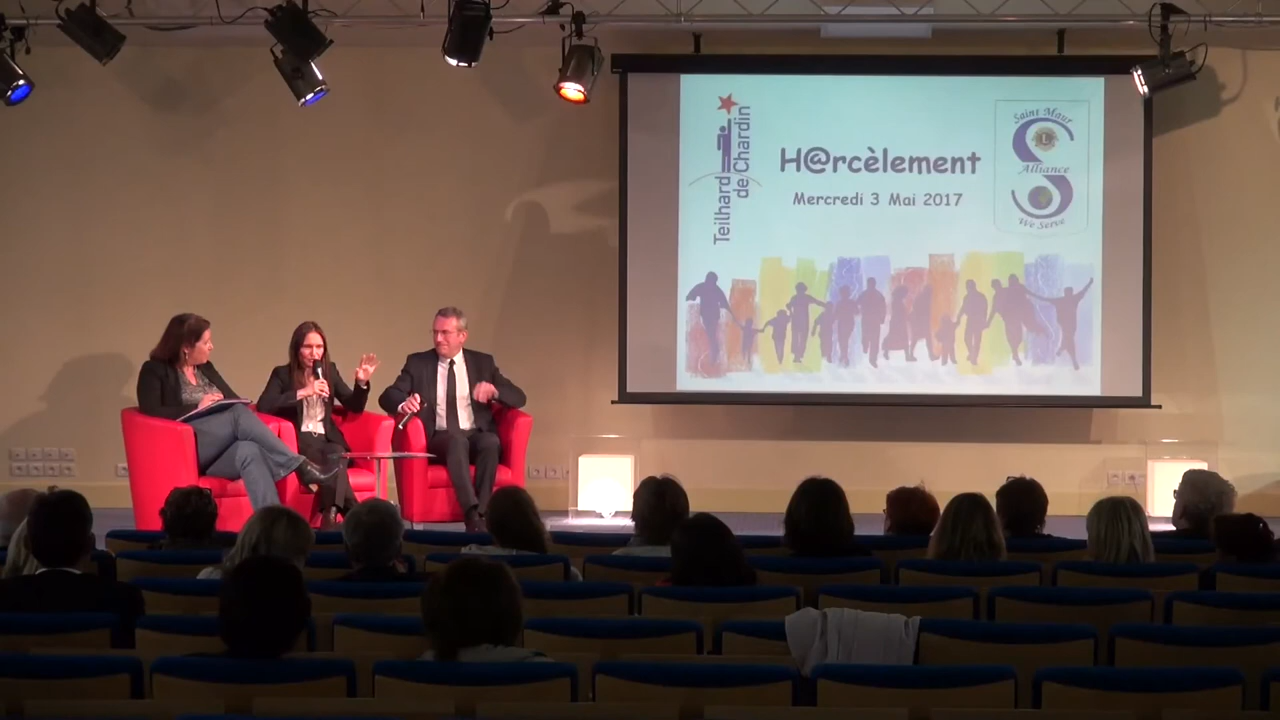 Teilhard
de Chardin
H@rcèlement
Mercredi 3 Mai 2017
Saint Maur
L
Alliance
We Serve